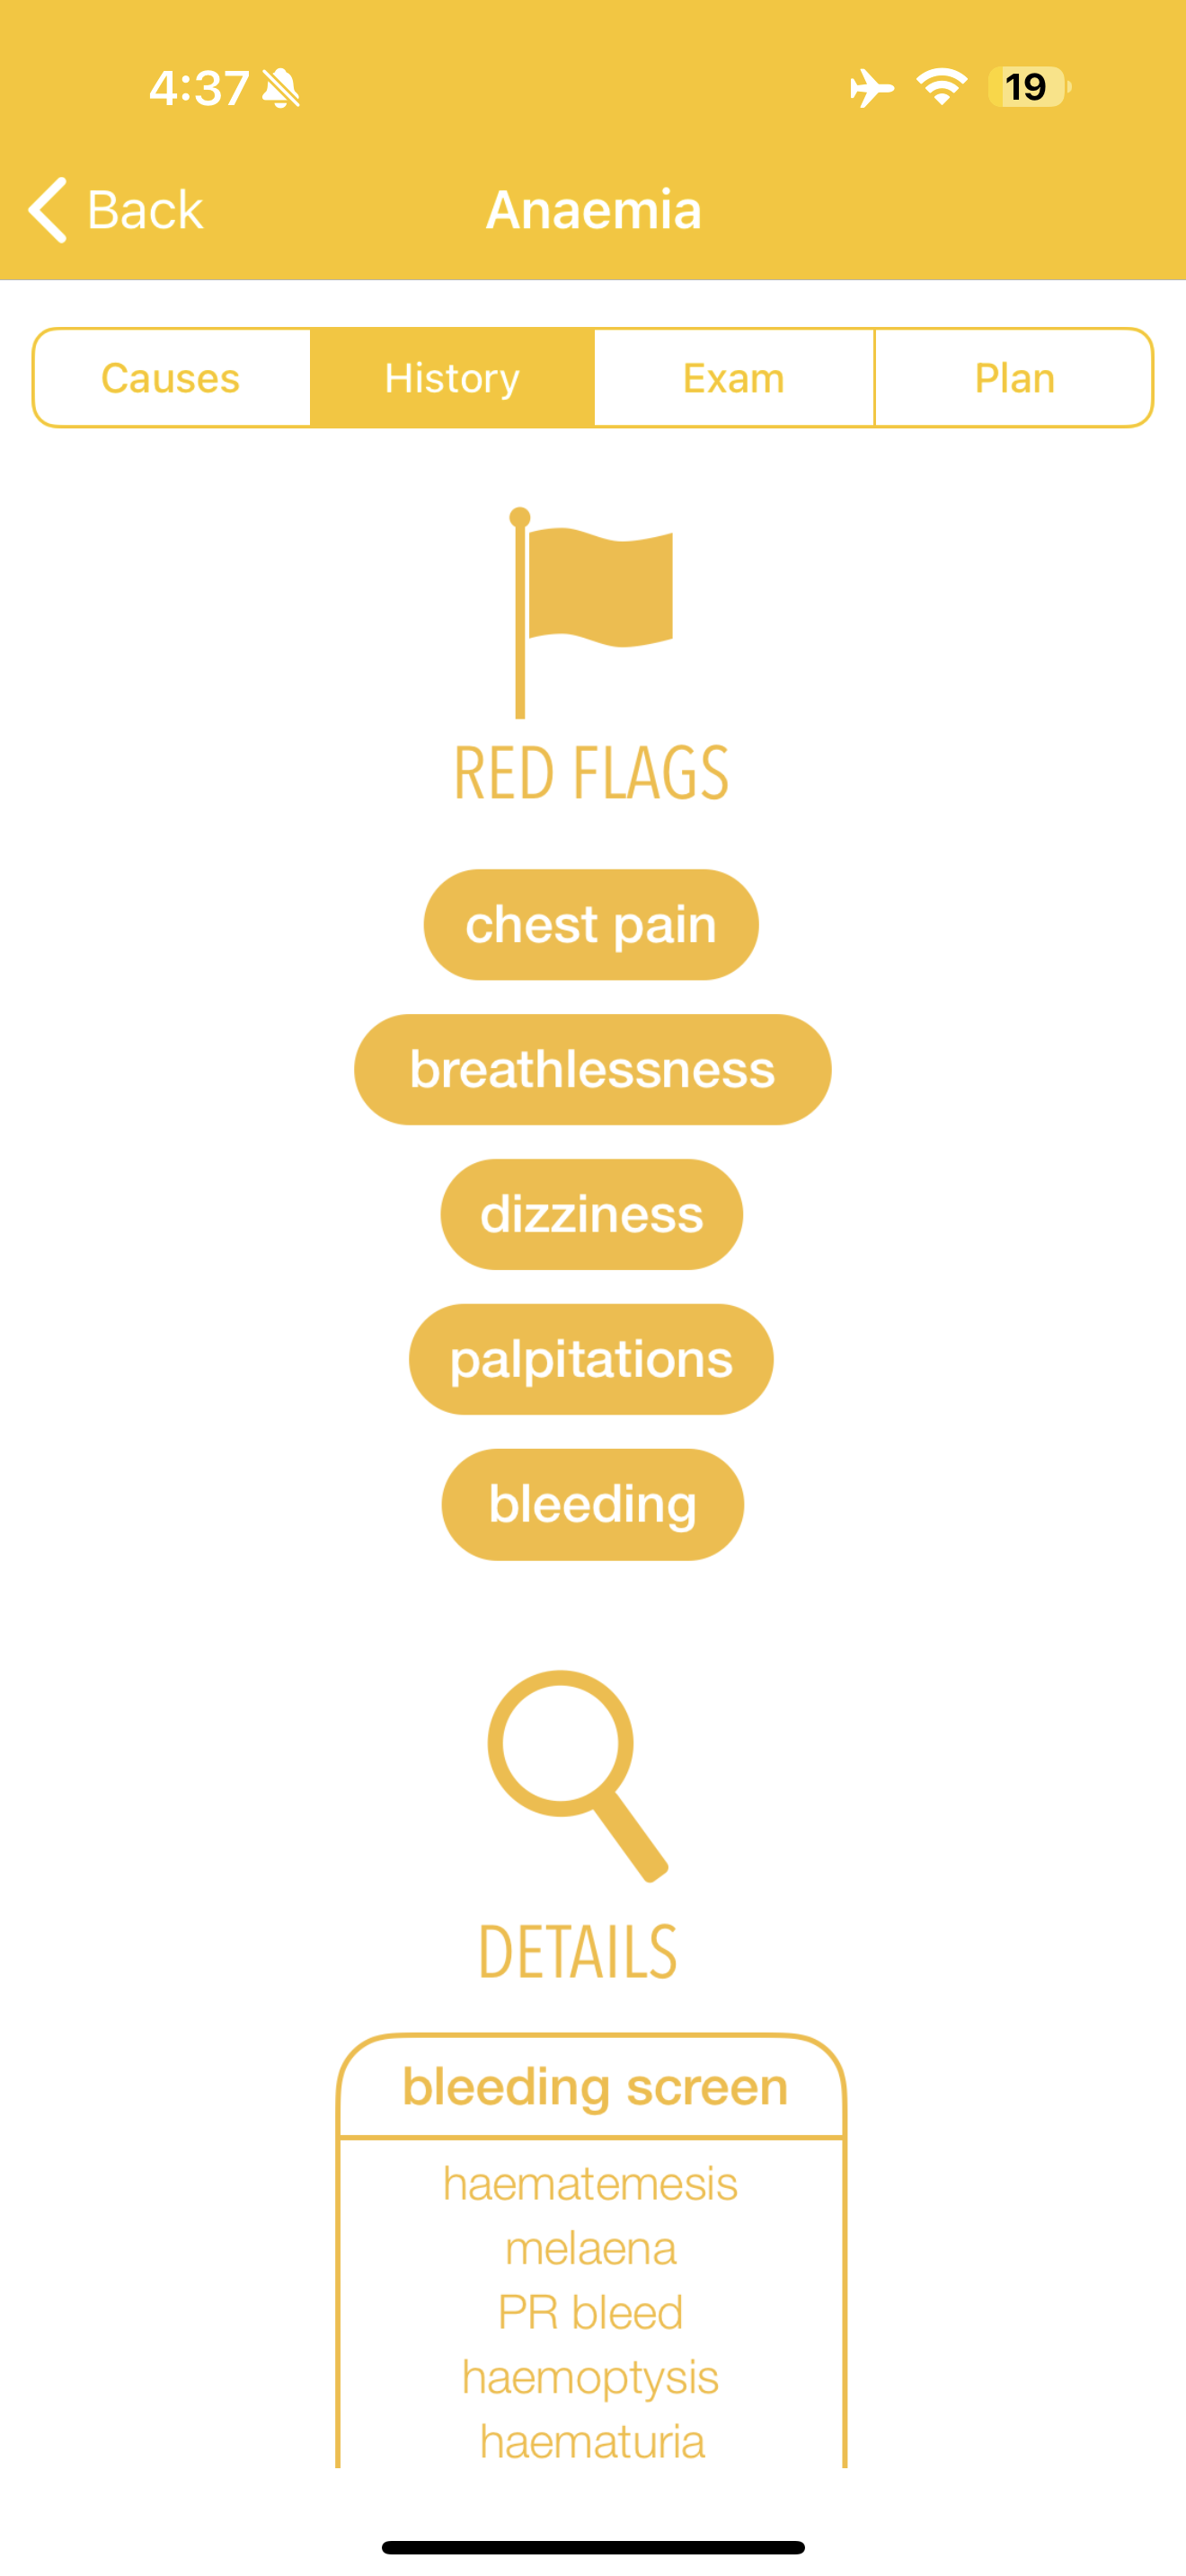 4:37
19
Back
Anaemia
Causes
History
Exam
Plan
RED FLAGS
chest pain
breathlessness
dizziness
palpitations
bleeding
DETAILS
bleeding screen
haematemesis
melaena
PR bleed
haemoptysis
haematuria